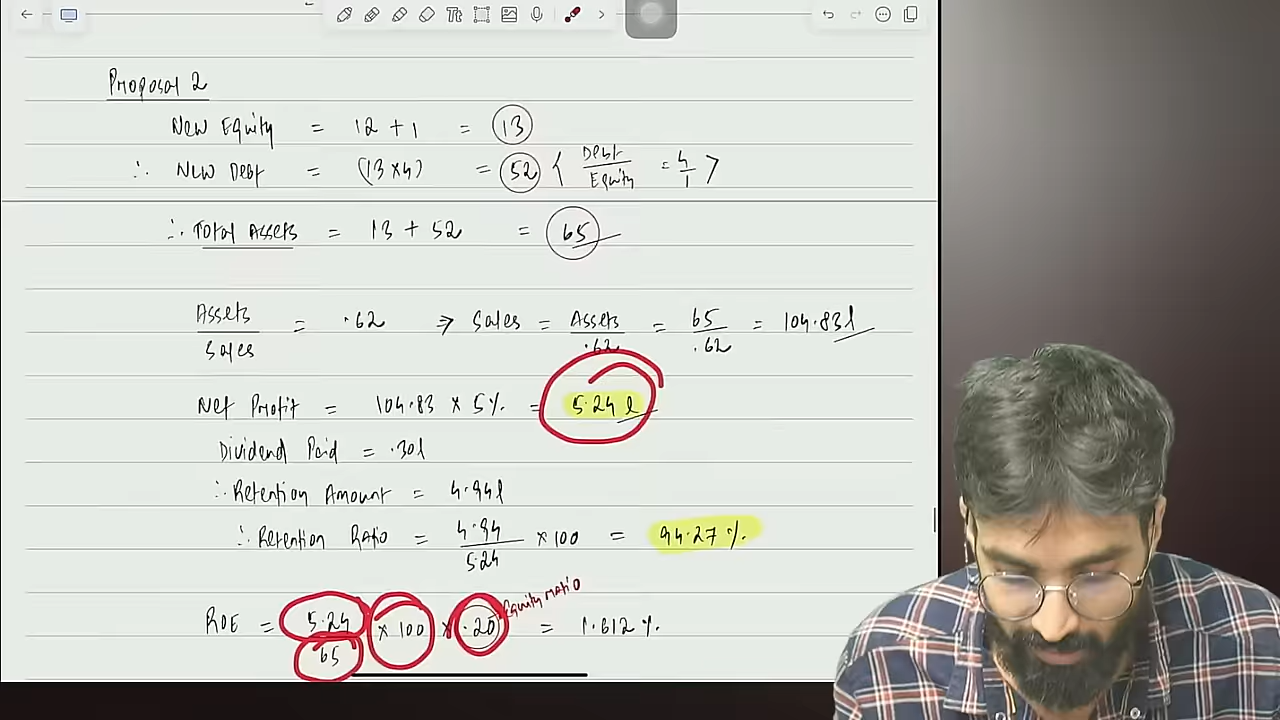 Proposal 2
New Equity = 12 + 1 = 13
∴ New Debt = (13 x 4) = 52 < Debt/Equity = 4/1 >
∴ Total Assets = 13 + 52 = 65
Assets/Sales = .62 ⇒ Sales = Assets/.62 = 65/.62 = 104.83l
Net Profit = 104.83 x 5% = 5.24 l
Dividend Paid = .30l
∴ Retention Amount = 4.94l
∴ Retention Ratio = 4.94/5.24 x 100 = 94.27 %
Equity Ratio
ROE = 5.24/65 x 100 x .20 = 1.612 %